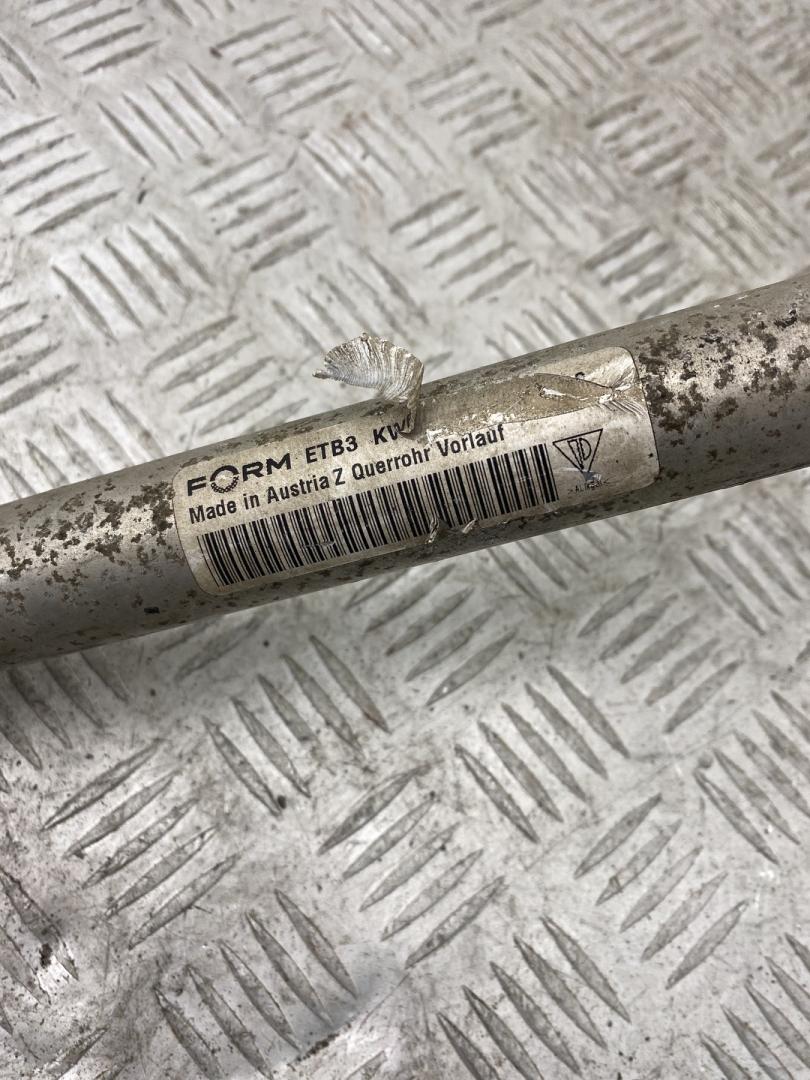 FORM ETB3 KW
Made in Austria Z Querrohr Vorlauf